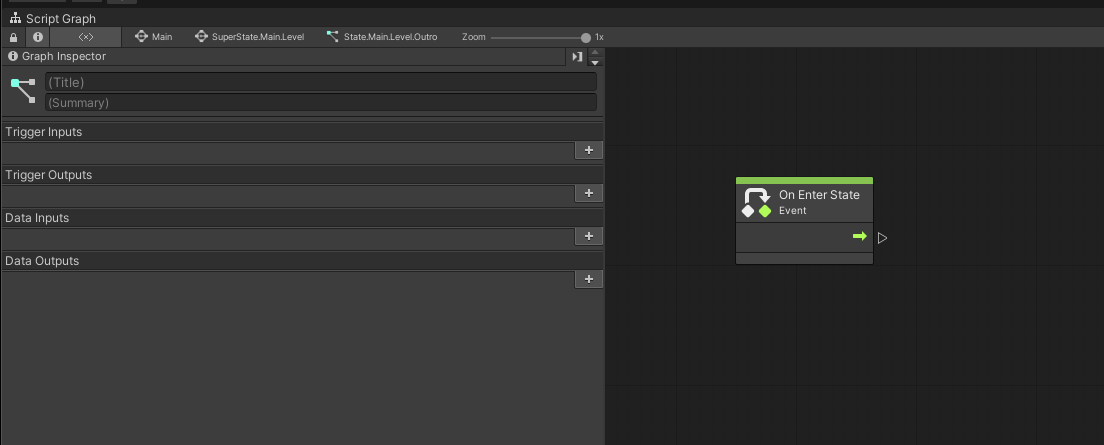 Script Graph
Main SuperState.Main.Level State.Main.Level.Outro Zoom 1x
Graph Inspector
(Title)
(Summary)
Trigger Inputs
+
Trigger Outputs
+
Data Inputs
+
Data Outputs
+
On Enter State
Event